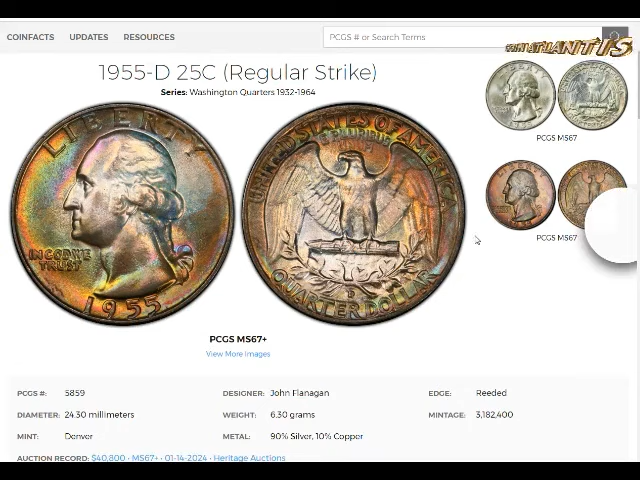 COINFACTS UPDATES RESOURCES PCGS # or Search Terms
COIN ATLANTIS
1955-D 25C (Regular Strike)
Series: Washington Quarters 1932-1964
LIBERTY
IN GOD WE
TRUST
1955
UNITED STATES OF AMERICA
E PLURIBUS
D
QUARTER DOLLAR
PCGS MS67
PCGS MS67
PCGS MS67+
View More Images
PCGS #: 5859 DESIGNER: John Flanagan EDGE: Reeded
DIAMETER: 24.30 millimeters WEIGHT: 6.30 grams MINTAGE: 3,182,400
MINT: Denver METAL: 90% Silver, 10% Copper
AUCTION RECORD: $40,800 • MS67+ • 01-14-2024 • Heritage Auctions